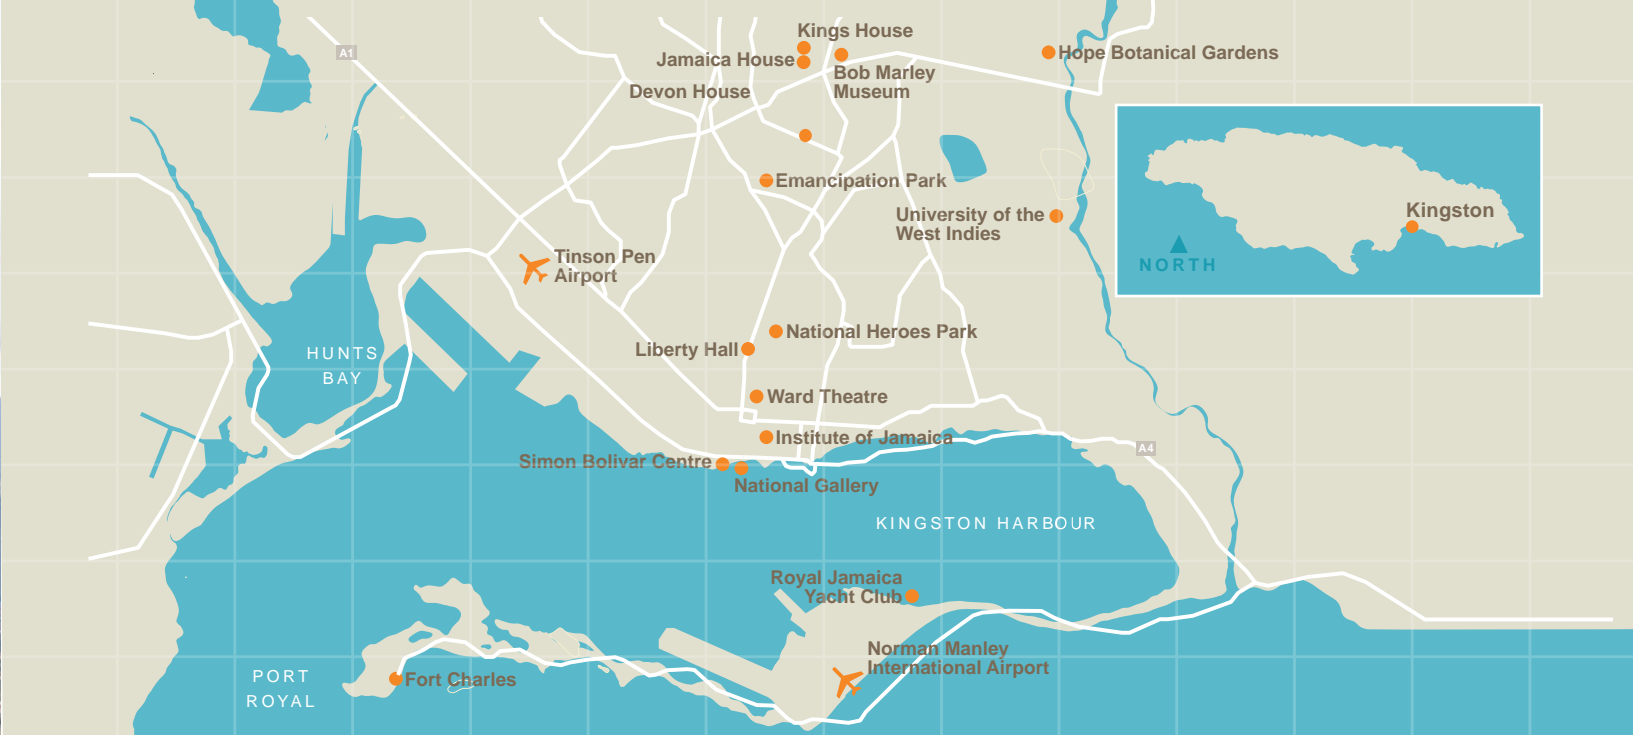 Kings House
A1
Jamaica House
Hope Botanical Gardens
Bob Marley
Museum
Devon House
Emancipation Park
University of the
West Indies
Kingston
NORTH
Tinson Pen
Airport
National Heroes Park
Liberty Hall
HUNTS
BAY
Ward Theatre
Institute of Jamaica
A4
Simon Bolivar Centre
National Gallery
KINGSTON HARBOUR
Royal Jamaica
Yacht Club
Norman Manley
International Airport
PORT
ROYAL
Fort Charles